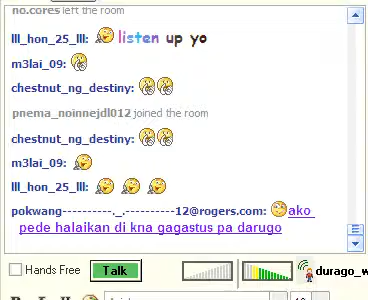 no.cores left the room
lll_hon_25_lll: listen up yo
m3lai_09:
chestnut_ng_destiny:
pnema_noinnejdl012 joined the room
chestnut_ng_destiny:
m3lai_09:
lll_hon_25_lll:
pokwang----------._.----------12@rogers.com: ako
pede halaikan di kna gagastus pa darugo
Hands Free Talk durago_w